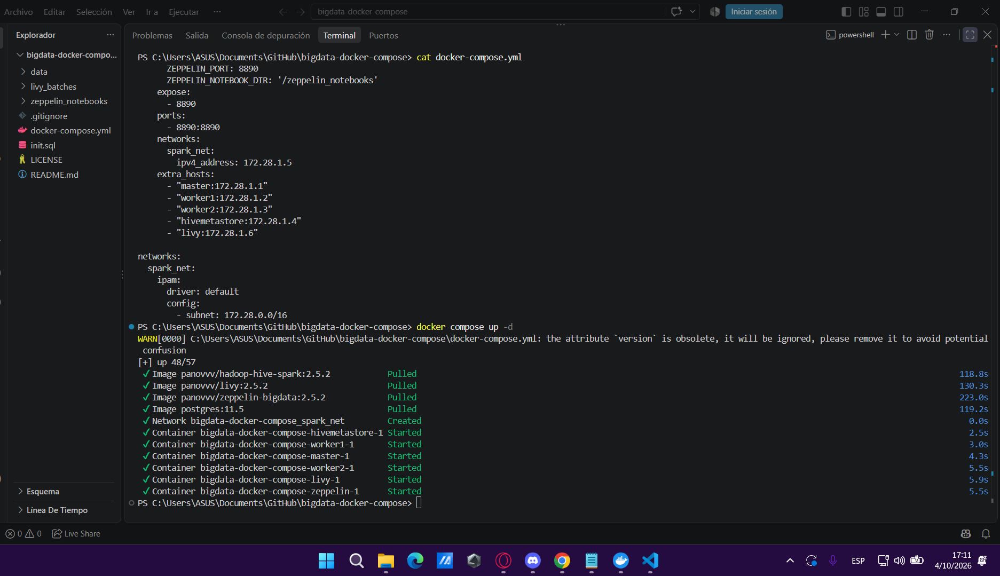 Archivo Editar Selección Ver Ir a Ejecutar ··· bigdata-docker-compose Iniciar sesión
Explorador ···
Problemas Salida Consola de depuración Terminal Puertos powershell ···
bigdata-docker-compo...
data
livy_batches
zeppelin_notebooks
.gitignore
docker-compose.yml
init.sql
LICENSE
README.md
Esquema
Línea De Tiempo
PS C:\Users\ASUS\Documents\GitHub\bigdata-docker-compose> cat docker-compose.yml
      ZEPPELIN_PORT: 8890
      ZEPPELIN_NOTEBOOK_DIR: '/zeppelin_notebooks'
    expose:
      - 8890
    ports:
      - 8890:8890
    networks:
      spark_net:
        ipv4_address: 172.28.1.5
    extra_hosts:
      - "master:172.28.1.1"
      - "worker1:172.28.1.2"
      - "worker2:172.28.1.3"
      - "hivemetastore:172.28.1.4"
      - "livy:172.28.1.6"
networks:
  spark_net:
    ipam:
      driver: default
      config:
        - subnet: 172.28.0.0/16
PS C:\Users\ASUS\Documents\GitHub\bigdata-docker-compose> docker compose up -d
WARN[0000] C:\Users\ASUS\Documents\GitHub\bigdata-docker-compose\docker-compose.yml: the attribute `version` is obsolete, it will be ignored, please remove it to avoid potential
 confusion
[+] up 48/57
✓ Image panovvv/hadoop-hive-spark:2.5.2 Pulled 118.8s
✓ Image panovvv/livy:2.5.2 Pulled 130.3s
✓ Image panovvv/zeppelin-bigdata:2.5.2 Pulled 223.0s
✓ Image postgres:11.5 Pulled 119.2s
✓ Network bigdata-docker-compose_spark_net Created 0.0s
✓ Container bigdata-docker-compose-hivemetastore-1 Started 2.5s
✓ Container bigdata-docker-compose-worker1-1 Started 3.0s
✓ Container bigdata-docker-compose-master-1 Started 4.3s
✓ Container bigdata-docker-compose-worker2-1 Started 5.5s
✓ Container bigdata-docker-compose-livy-1 Started 5.9s
✓ Container bigdata-docker-compose-zeppelin-1 Started 5.5s
PS C:\Users\ASUS\Documents\GitHub\bigdata-docker-compose>
0 0 Live Share
ESP 17:11
4/10/2026